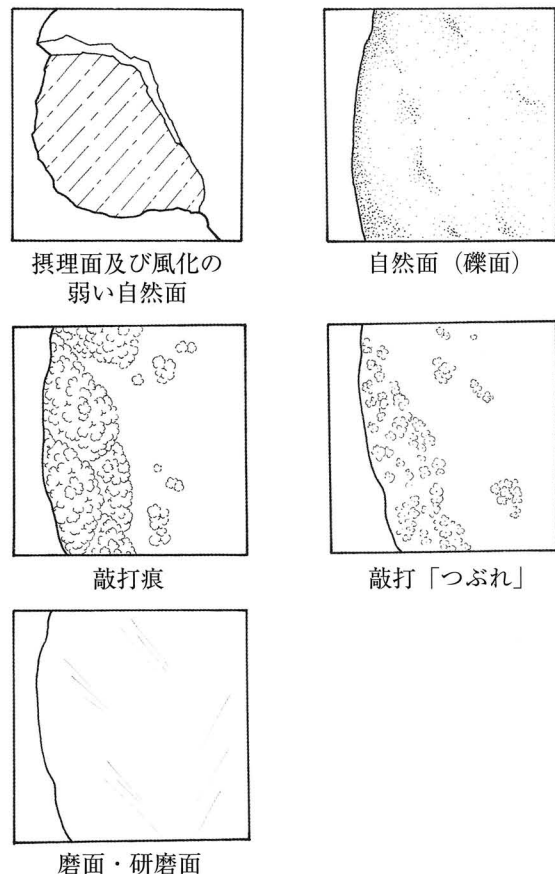 摂理面及び風化の
弱い自然面
自然面（礫面）
敲打痕
敲打「つぶれ」
磨面・研磨面